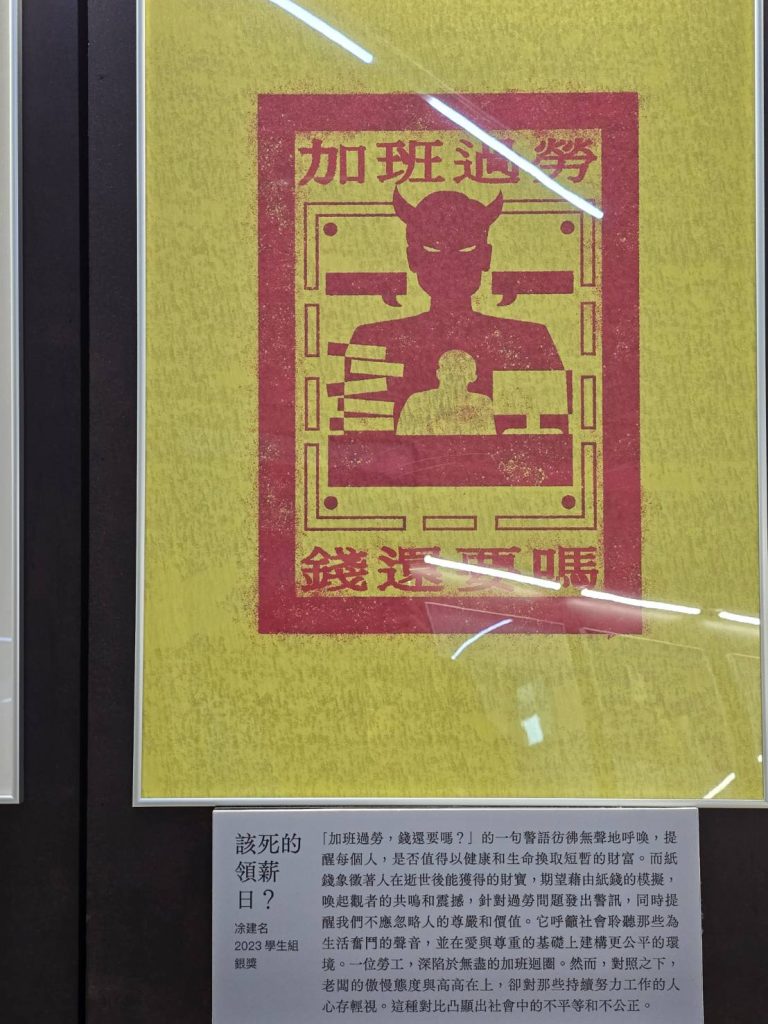 加班過勞
錢還要嗎
該死的
領薪
日？
凃建名
2023 學生組
銀獎
「加班過勞，錢還要嗎？」的一句警語彷彿無聲地呼喚，提
醒每個人，是否值得以健康和生命換取短暫的財富。而紙
錢象徵著人在逝世後能獲得的財寶，期望藉由紙錢的模擬，
喚起觀者的共鳴和震撼，針對過勞問題發出警訊，同時提
醒我們不應忽略人的尊嚴和價值。它呼籲社會聆聽那些為
生活奮鬥的聲音，並在愛與尊重的基礎上建構更公平的環
境。一位勞工，深陷於無盡的加班迴圈。然而，對照之下，
老闆的傲慢態度與高高在上，卻對那些持續努力工作的人
心存輕視。這種對比凸顯出社會中的不平等和不公正。